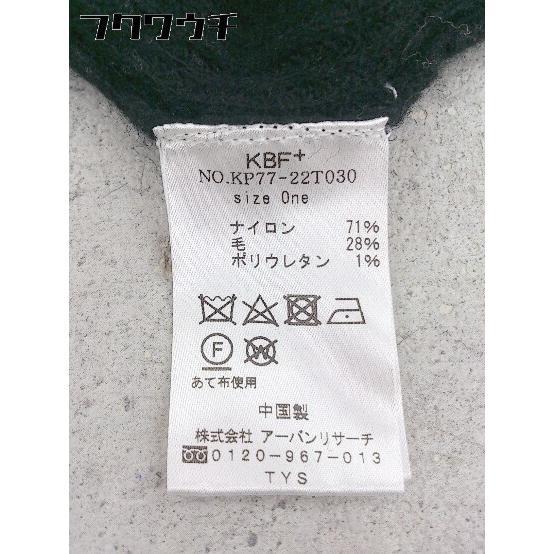 フクワウチ
KBF+
NO.KP77-22T030
size One
ナイロン 71%
毛 28%
ポリウレタン 1%
F W
あて布使用
中国製
株式会社 アーバンリサーチ
0120-967-013
TYS